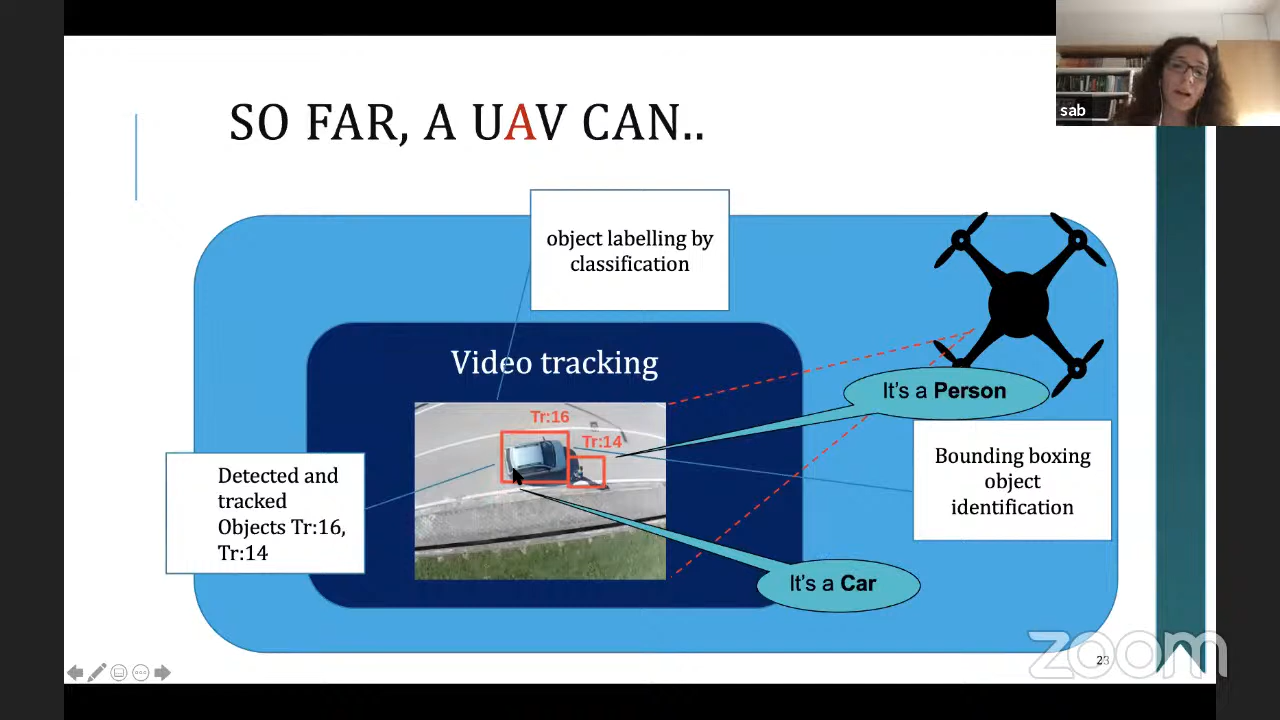 sab
SO FAR, A UAV CAN..
object labelling by
classification
Video tracking
Tr:16
Tr:14
It's a Person
Detected and
tracked
Objects Tr:16,
Tr:14
Bounding boxing
object
identification
It's a Car
zoom
23